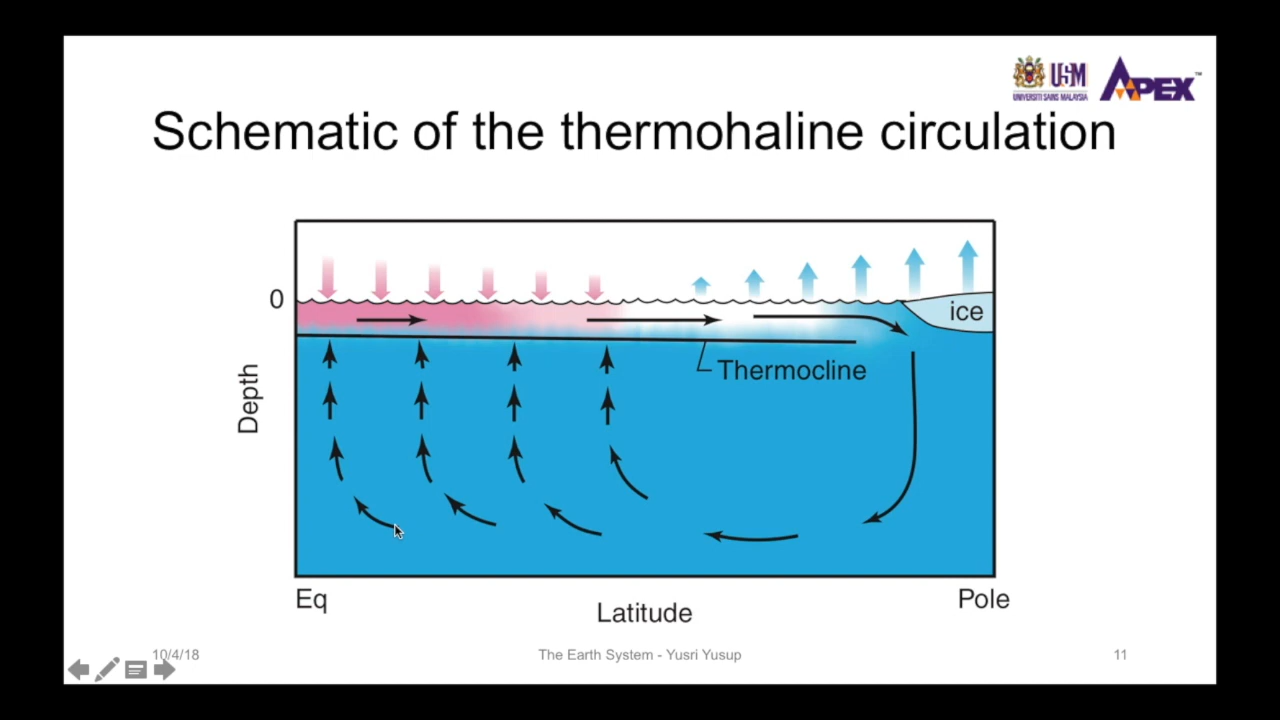 USM
UNIVERSITI SAINS MALAYSIA
APEX™
Schematic of the thermohaline circulation
0
ice
Thermocline
Depth
Eq
Pole
Latitude
10/4/18
The Earth System - Yusri Yusup
11